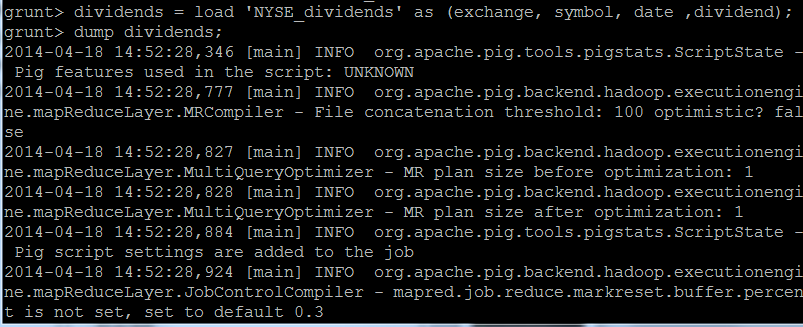 grunt> dividends = load 'NYSE_dividends' as (exchange, symbol, date ,dividend);
grunt> dump dividends;
2014-04-18 14:52:28,346 [main] INFO  org.apache.pig.tools.pigstats.ScriptState -
 Pig features used in the script: UNKNOWN
2014-04-18 14:52:28,777 [main] INFO  org.apache.pig.backend.hadoop.executionengi
ne.mapReduceLayer.MRCompiler - File concatenation threshold: 100 optimistic? fal
se
2014-04-18 14:52:28,827 [main] INFO  org.apache.pig.backend.hadoop.executionengi
ne.mapReduceLayer.MultiQueryOptimizer - MR plan size before optimization: 1
2014-04-18 14:52:28,828 [main] INFO  org.apache.pig.backend.hadoop.executionengi
ne.mapReduceLayer.MultiQueryOptimizer - MR plan size after optimization: 1
2014-04-18 14:52:28,884 [main] INFO  org.apache.pig.tools.pigstats.ScriptState -
 Pig script settings are added to the job
2014-04-18 14:52:28,924 [main] INFO  org.apache.pig.backend.hadoop.executionengi
ne.mapReduceLayer.JobControlCompiler - mapred.job.reduce.markreset.buffer.percen
t is not set, set to default 0.3